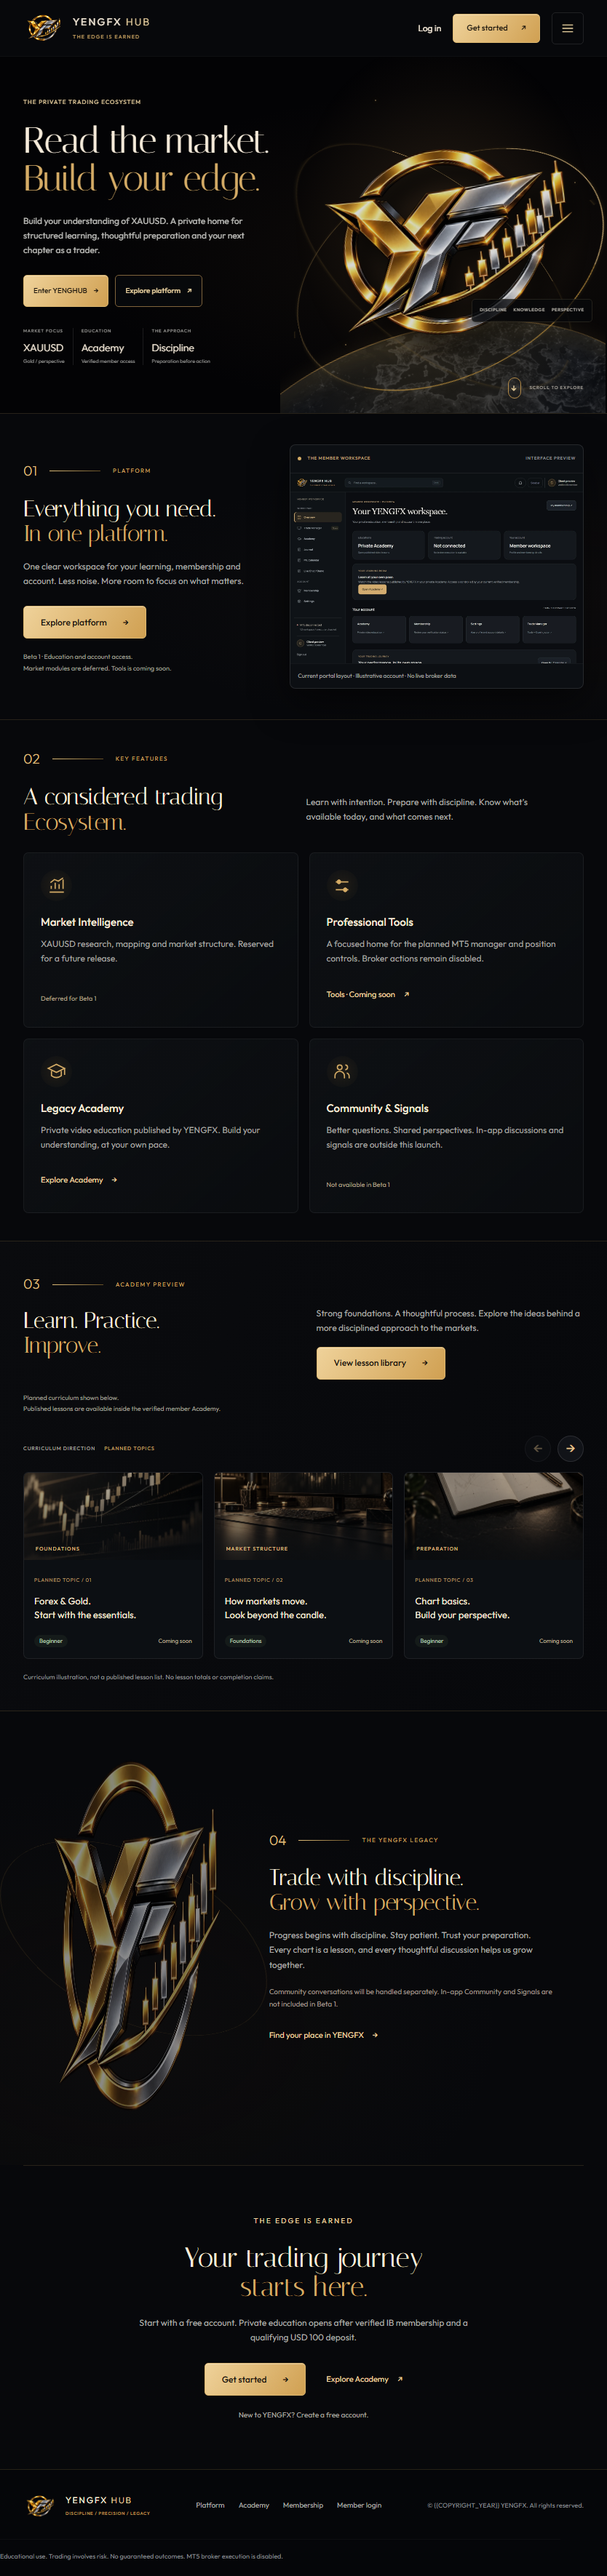 YENGFX HUB
THE EDGE IS EARNED
Log in
Get started
THE PRIVATE TRADING ECOSYSTEM
Read the market.
Build your edge.
Build your understanding of XAUUSD. A private home for
structured learning, thoughtful preparation and your next
chapter as a trader.
Enter YENGHUB
Explore platform
MARKET FOCUS
XAUUSD
Gold / perspective
EDUCATION
Academy
Verified member access
THE APPROACH
Discipline
Preparation before action
DISCIPLINE KNOWLEDGE PERSPECTIVE
SCROLL TO EXPLORE
01 PLATFORM
Everything you need.
In one platform.
One clear workspace for your learning, membership and
account. Less noise. More room to focus on what matters.
Explore platform
Beta 1 · Education and account access.
Market modules are deferred. Tools is coming soon.
THE MEMBER WORKSPACE
INTERFACE PREVIEW
YENGFX HUB
Your YENGFX workspace.
Private Academy
Not connected
Member workspace
Your account
Academy
Membership
Settings
Current portal layout · Illustrative account · No live broker data
02 KEY FEATURES
A considered trading
Ecosystem.
Learn with intention. Prepare with discipline. Know what's
available today, and what comes next.
Market Intelligence
XAUUSD research, mapping and market structure. Reserved
for a future release.
Deferred for Beta 1
Professional Tools
A focused home for the planned MT5 manager and position
controls. Broker actions remain disabled.
Tools · Coming soon
Legacy Academy
Private video education published by YENGFX. Build your
understanding, at your own pace.
Explore Academy
Community & Signals
Better questions. Shared perspectives. In-app discussions and
signals are outside this launch.
Not available in Beta 1
03 ACADEMY PREVIEW
Learn. Practice.
Improve.
Strong foundations. A thoughtful process. Explore the ideas behind a
more disciplined approach to the markets.
View lesson library
Planned curriculum shown below.
Published lessons are available inside the verified member Academy.
CURRICULUM DIRECTION PLANNED TOPICS
FOUNDATIONS
PLANNED TOPIC / 01
Forex & Gold.
Start with the essentials.
Beginner
Coming soon
MARKET STRUCTURE
PLANNED TOPIC / 02
How markets move.
Look beyond the candle.
Foundations
Coming soon
PREPARATION
PLANNED TOPIC / 03
Chart basics.
Build your perspective.
Beginner
Coming soon
Curriculum illustration, not a published lesson list. No lesson totals or completion claims.
04 THE YENGFX LEGACY
Trade with discipline.
Grow with perspective.
Progress begins with discipline. Stay patient. Trust your preparation.
Every chart is a lesson, and every thoughtful discussion helps us grow
together.
Community conversations will be handled separately. In-app Community and Signals are
not included in Beta 1.
Find your place in YENGFX
THE EDGE IS EARNED
Your trading journey
starts here.
Start with a free account. Private education opens after verified IB membership and a
qualifying USD 100 deposit.
Get started
Explore Academy
New to YENGFX? Create a free account.
YENGFX HUB
DISCIPLINE / PRECISION / LEGACY
Platform
Academy
Membership
Member login
© {{COPYRIGHT_YEAR}} YENGFX. All rights reserved.
Educational use. Trading involves risk. No guaranteed outcomes. MT5 broker execution is disabled.